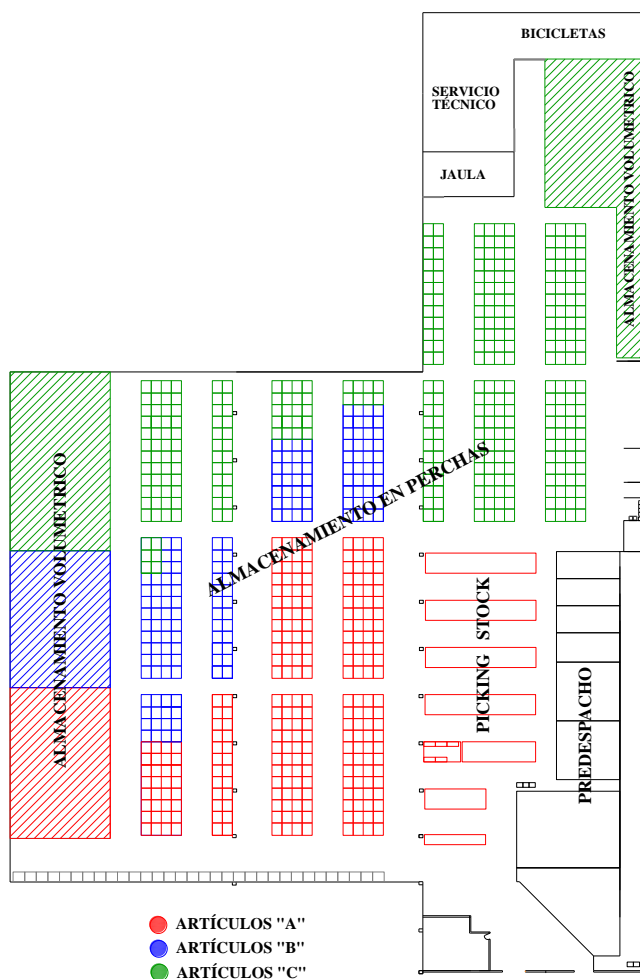 BICICLETAS
SERVICIO
TÉCNICO
JAULA
ALMACENAMIENTO VOLUMETRICO
ALMACENAMIENTO EN PERCHAS
ALMACENAMIENTO VOLUMETRICO
PICKING STOCK
PREDESPACHO
ARTÍCULOS "A"
ARTÍCULOS "B"
ARTÍCULOS "C"